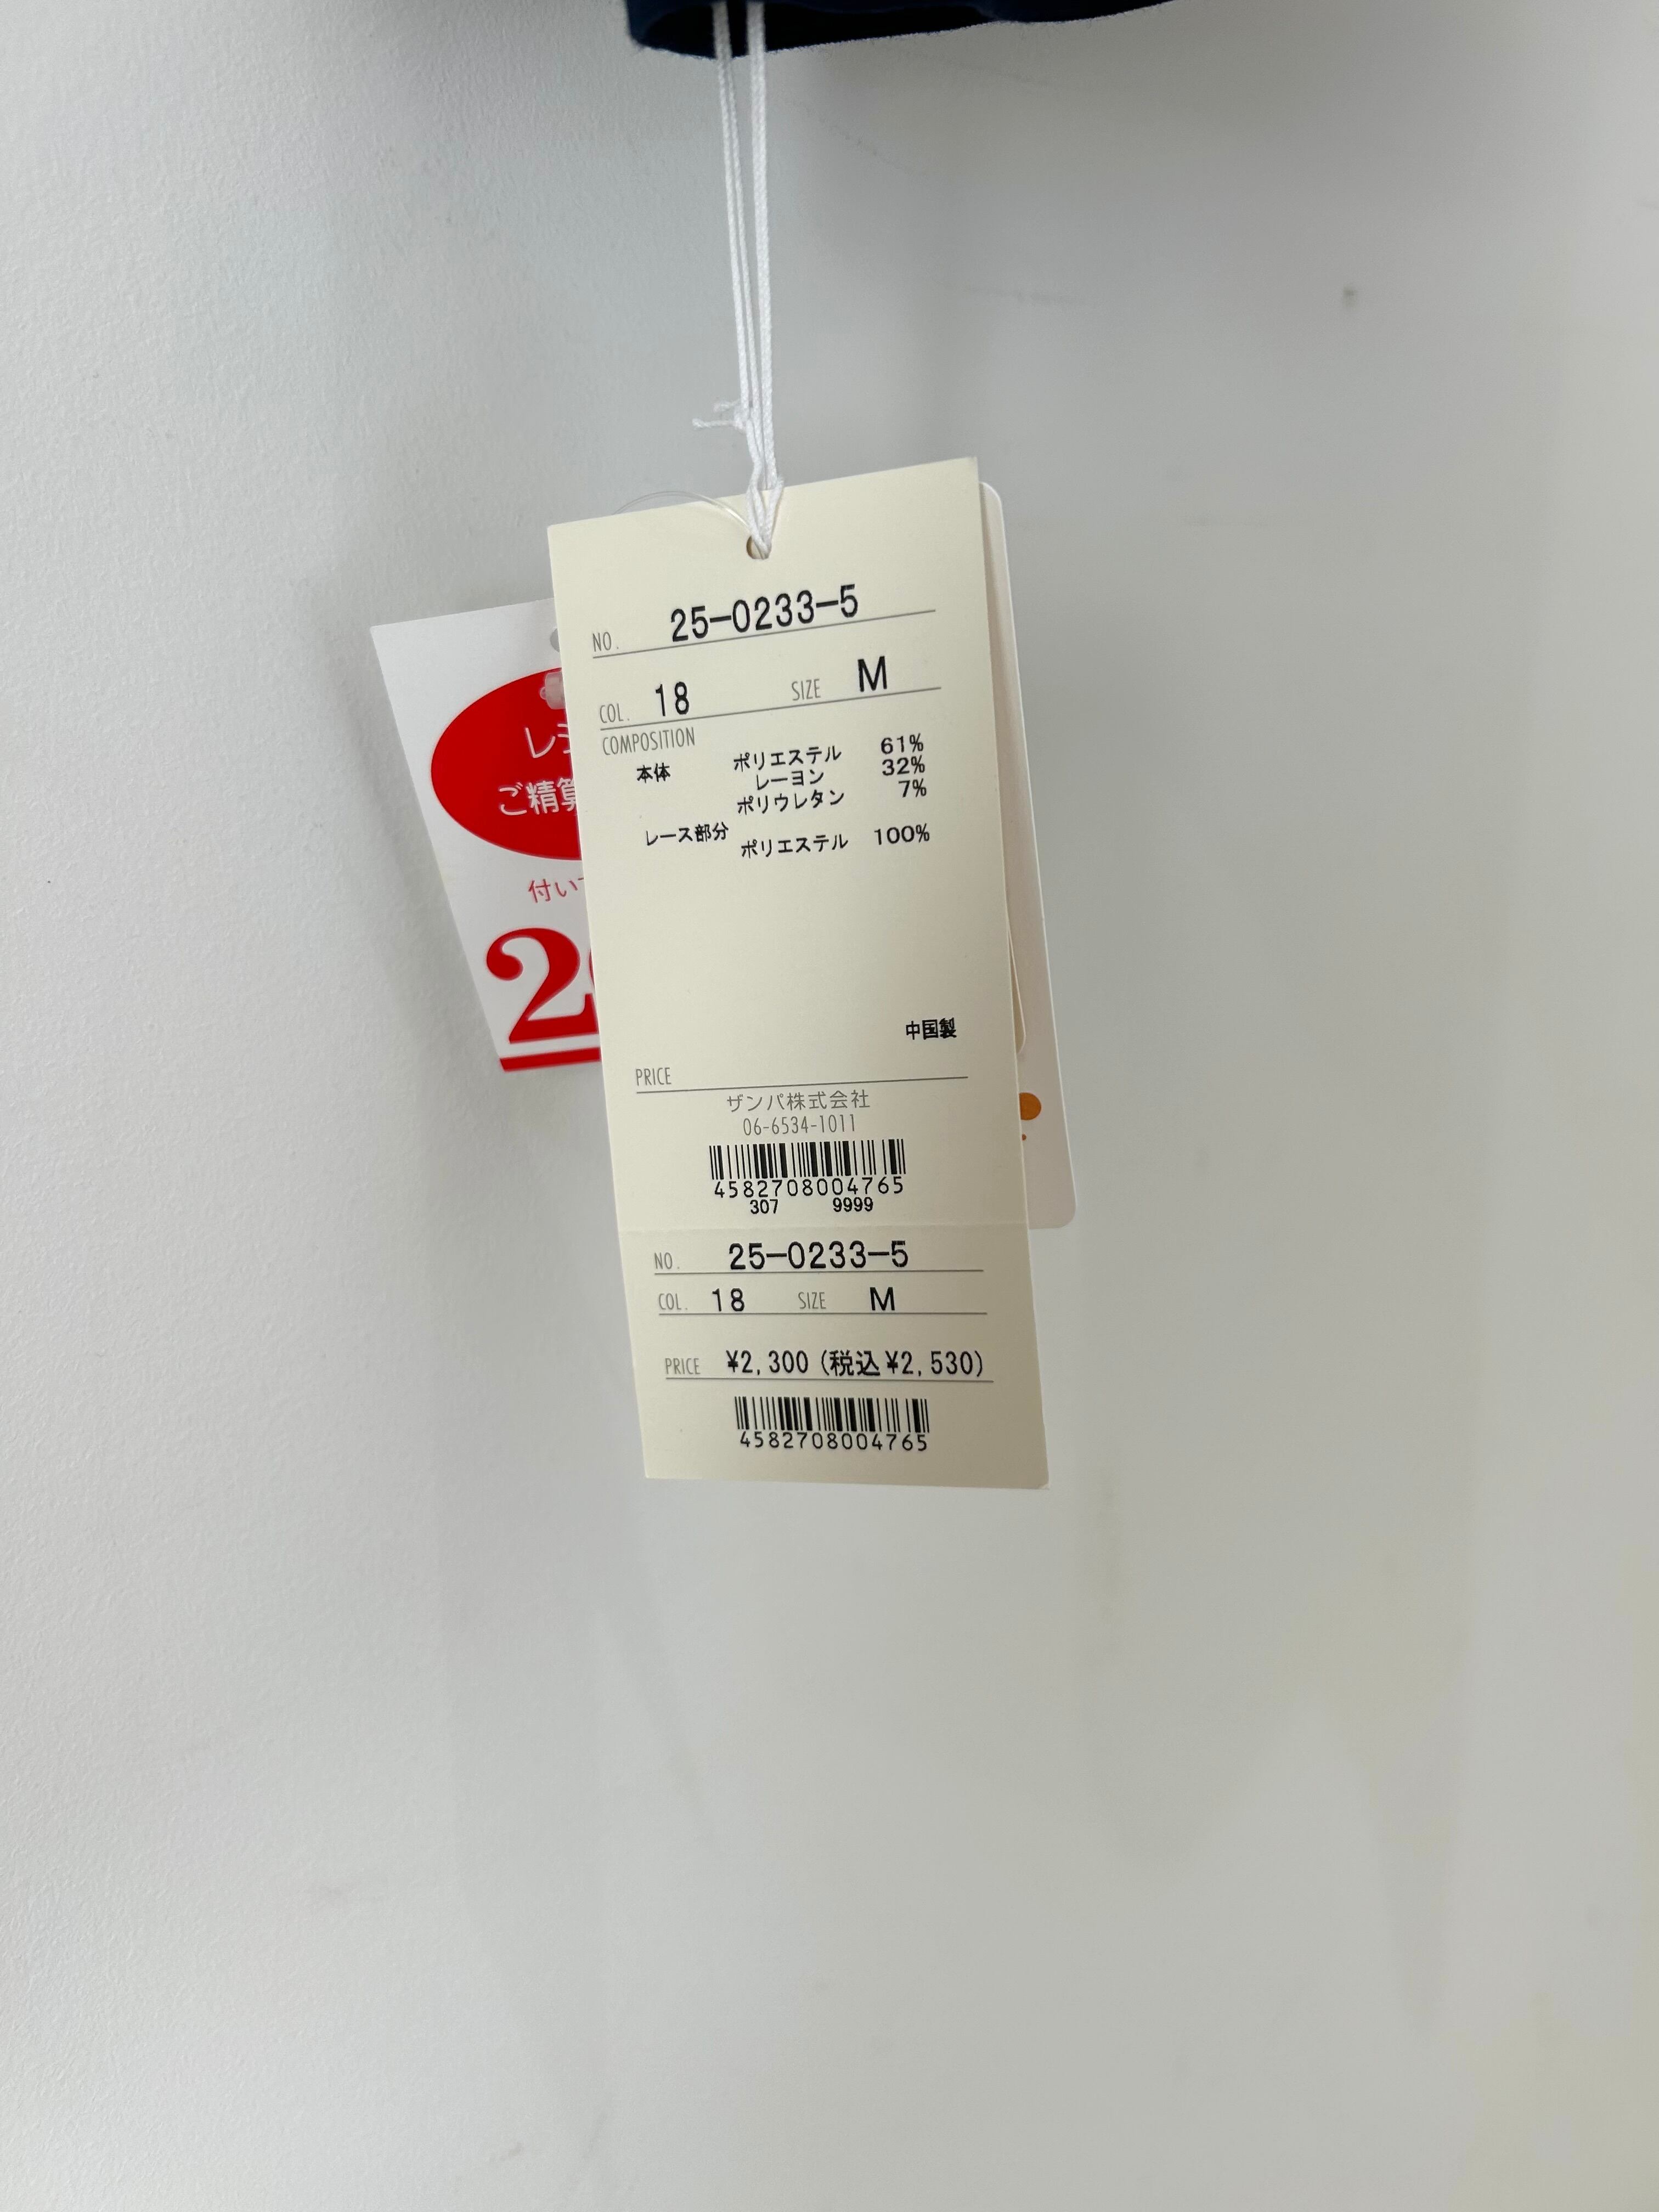 NO. 25-0233-5
COL. 18 SIZE M
COMPOSITION
本体 ポリエステル 61%
レーヨン 32%
ポリウレタン 7%
レース部分 ポリエステル 100%
中国製
PRICE
ザンパ株式会社
06-6534-1011
4582708004765
307 9999
NO. 25-0233-5
COL. 18 SIZE M
PRICE ¥2,300 (税込¥2,530)
4582708004765
ご精算
付い
2